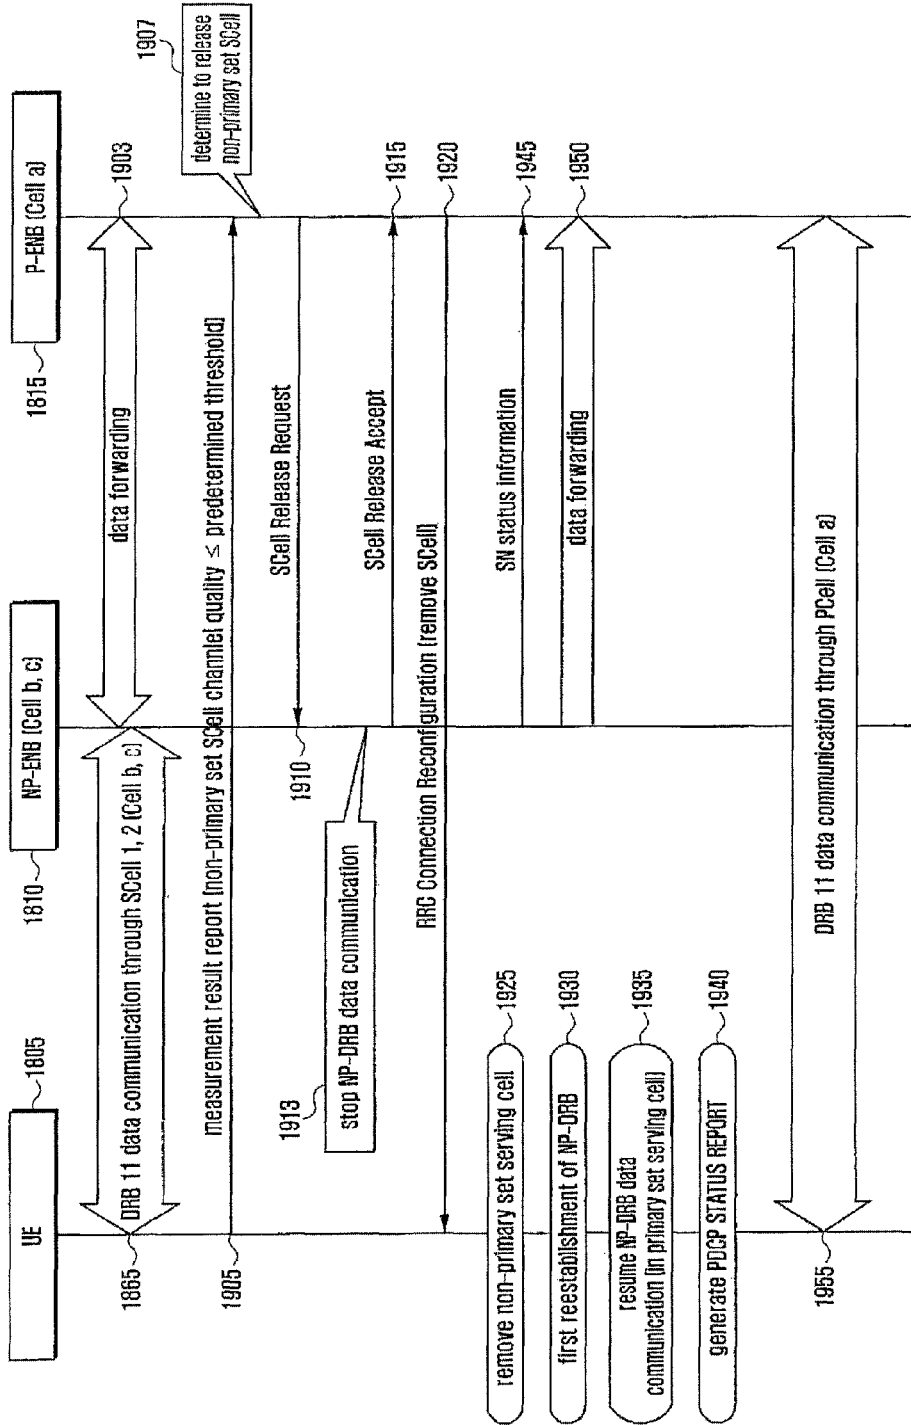 UE
1805
NP-ENB (Cell b, c)
1810
P-ENB (Cell a)
1815
1865
DRB 11 data communication through SCell 1, 2 (Cell b, c)
data forwarding
1903
1905
measurement result report (non-primary set SCell channel quality ≤ predetermined threshold)
1907
determine to release
non-primary set SCell
SCell Release Request
1910
1913
stop NP-DRB data communication
SCell Release Accept
1915
RRC Connection Reconfiguration (remove SCell)
1920
remove non-primary set serving cell
1925
SN status information
1945
first reestablishment of NP-DRB
1930
data forwarding
1950
resume NP-DRB data
communication (in primary set serving cell)
1935
generate PDCP STATUS REPORT
1940
DRB 11 data communication through PCell (Cell a)
1955